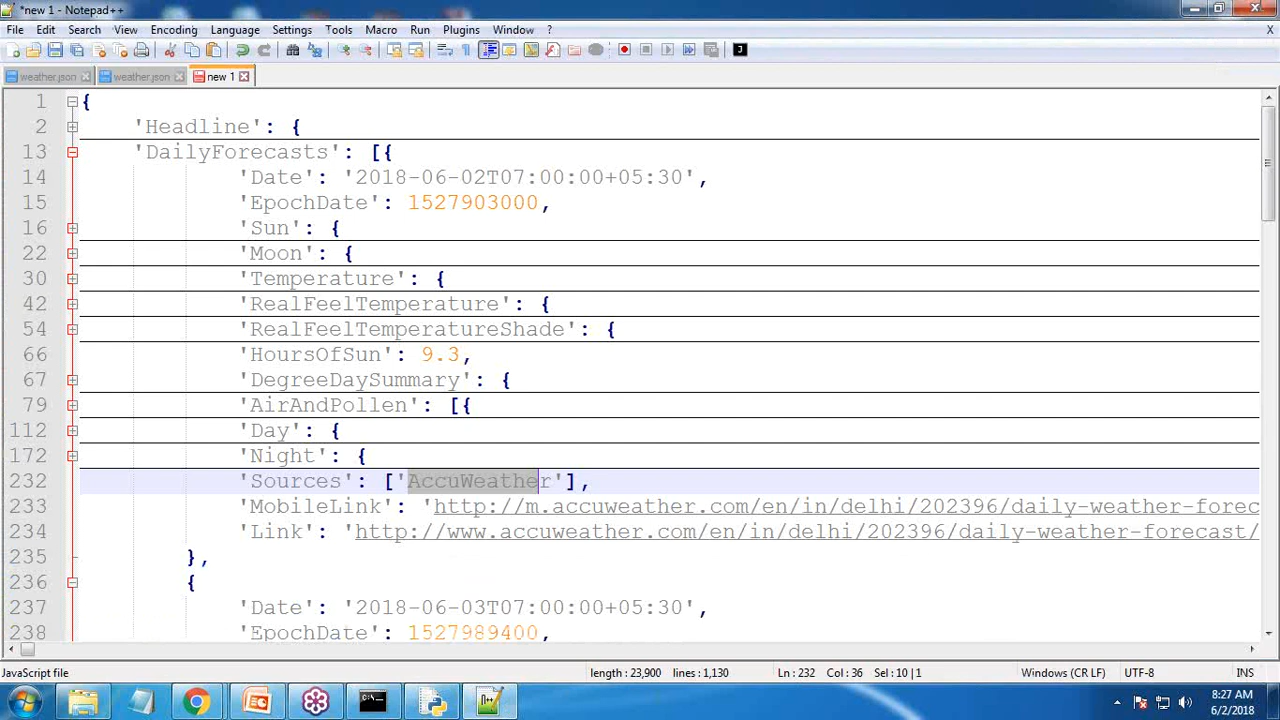 *new 1 - Notepad++
File Edit Search View Encoding Language Settings Tools Macro Run Plugins Window ? X
weather.json weather.json new 1
1 {
2 'Headline': {
13 'DailyForecasts': [{
14 'Date': '2018-06-02T07:00:00+05:30',
15 'EpochDate': 1527903000,
16 'Sun': {
22 'Moon': {
30 'Temperature': {
42 'RealFeelTemperature': {
54 'RealFeelTemperatureShade': {
66 'HoursOfSun': 9.3,
67 'DegreeDaySummary': {
79 'AirAndPollen': [{
112 'Day': {
172 'Night': {
232 'Sources': ['AccuWeather'],
233 'MobileLink': 'http://m.accuweather.com/en/in/delhi/202396/daily-weather-forec
234 'Link': 'http://www.accuweather.com/en/in/delhi/202396/daily-weather-forecast/
235 },
236 {
237 'Date': '2018-06-03T07:00:00+05:30',
238 'EpochDate': 1527989400,
JavaScript file length : 23,900 lines : 1,130 Ln : 232 Col : 36 Sel : 10 | 1 Windows (CR LF) UTF-8 INS
8:27 AM
6/2/2018